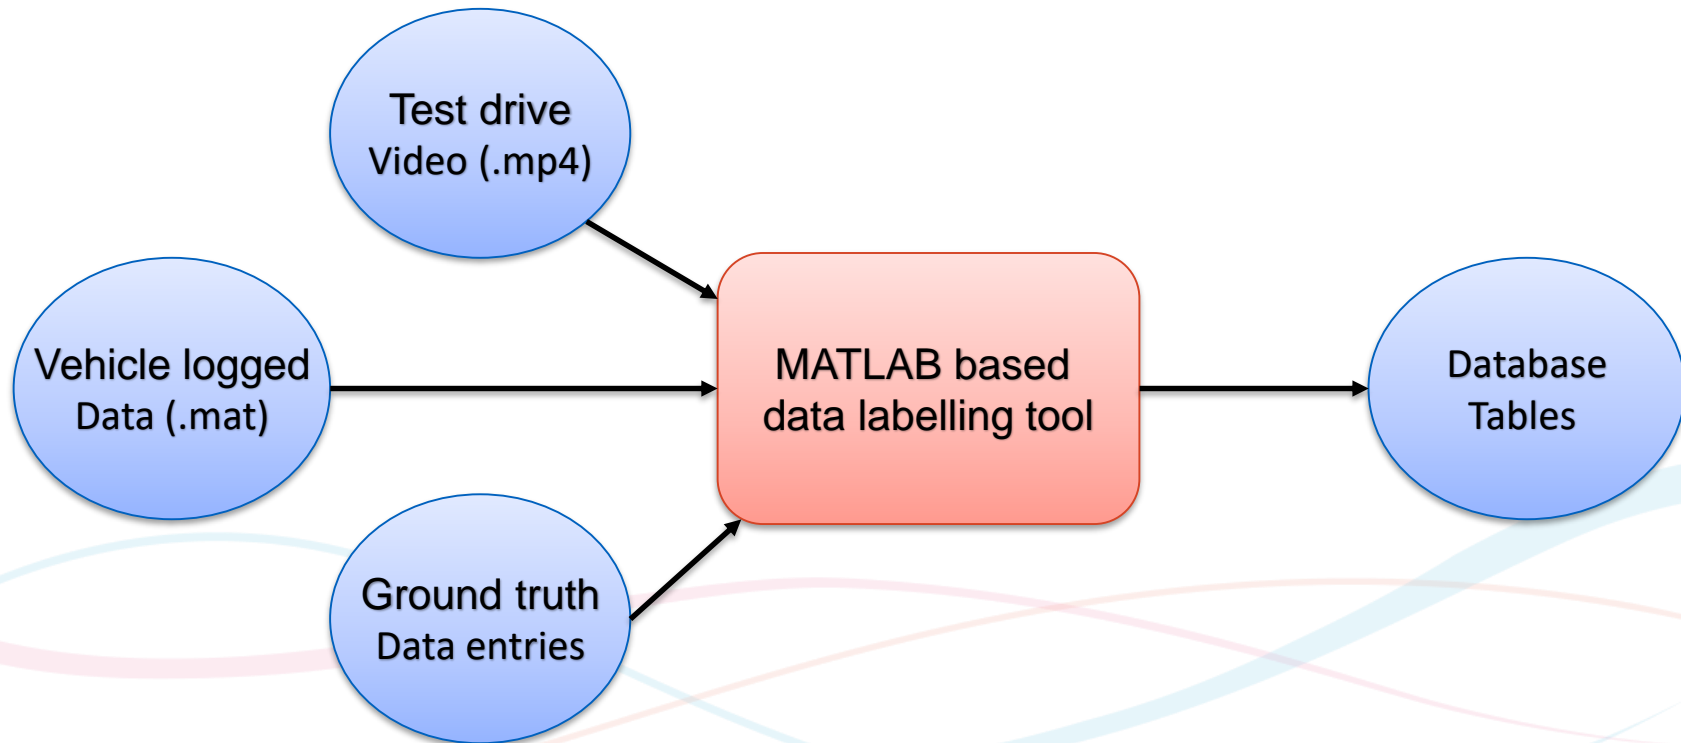 Test drive
Video (.mp4)
Vehicle logged
Data (.mat)
MATLAB based
data labelling tool
Database
Tables
Ground truth
Data entries